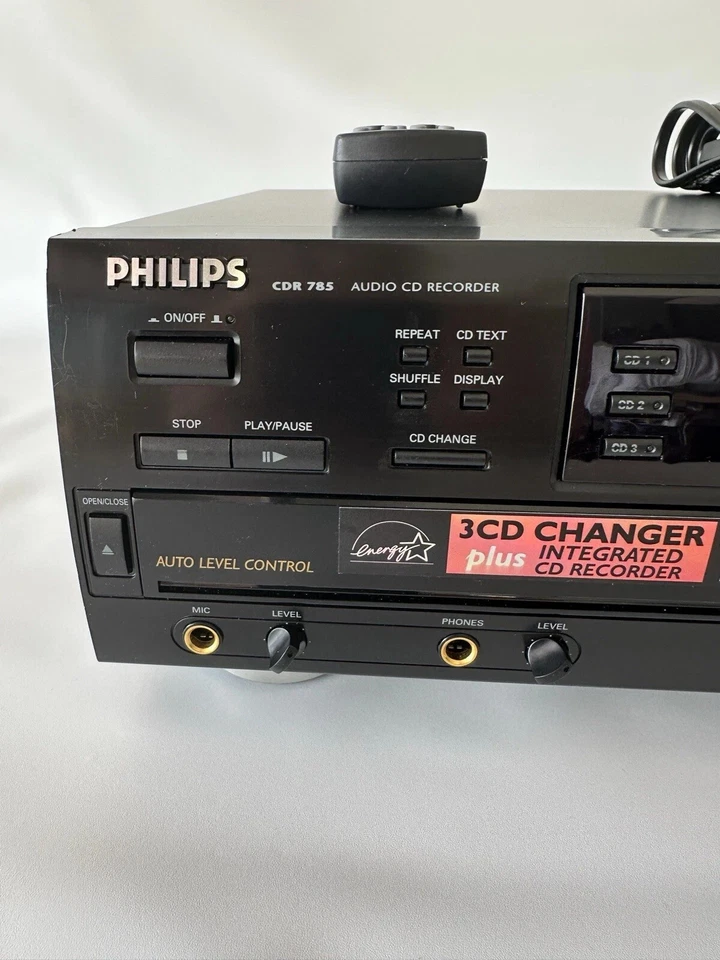 PHILIPS CDR 785 AUDIO CD RECORDER
ON/OFF
REPEAT CD TEXT
SHUFFLE DISPLAY
CD 1
CD 2
CD 3
STOP PLAY/PAUSE
CD CHANGE
OPEN/CLOSE
AUTO LEVEL CONTROL
energy
3CD CHANGER
plus INTEGRATED
CD RECORDER
MIC LEVEL PHONES LEVEL